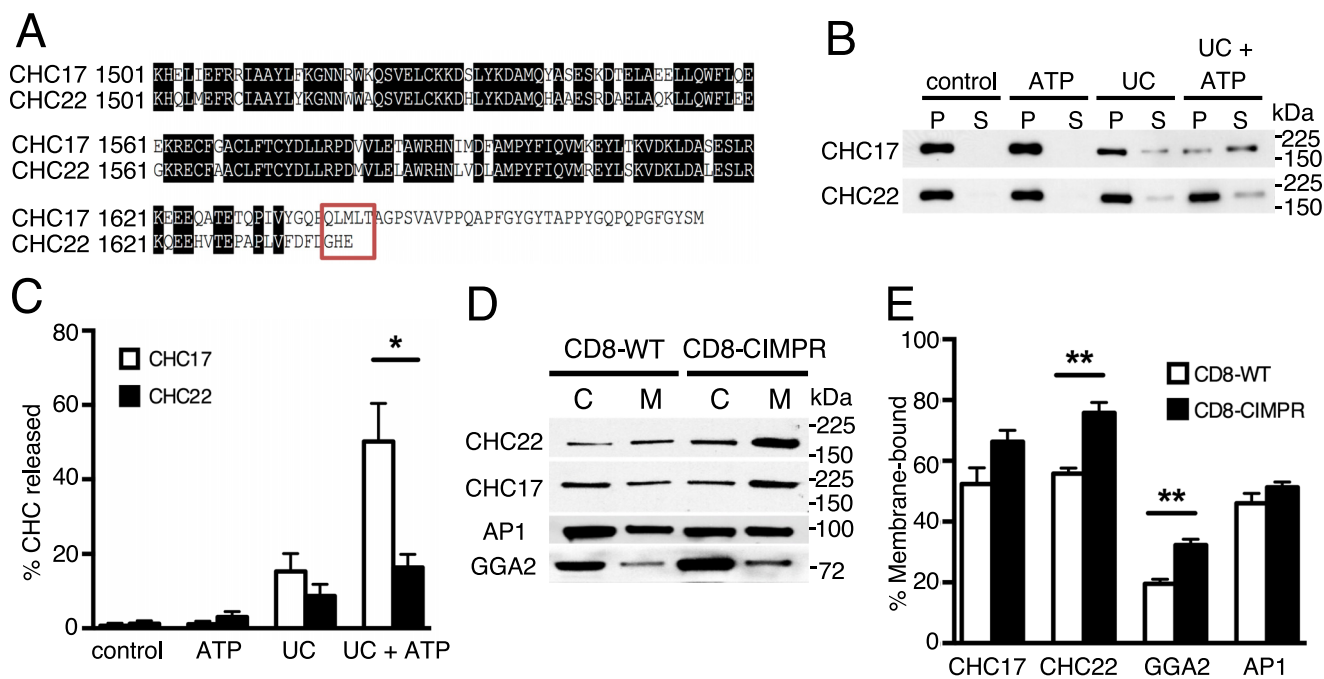 A
CHC17 1501 KHELIEFRRIAAYLFKGNNRWKQSVELCKKDSLYKDAMQYASESKDTELAEELLQWFLQE
CHC22 1501 KHQLMEFRCIAAYLYKGNNWWAQSVELCKKDHLYKDAMQHAAESRDAELAQKLLQWFLEE
CHC17 1561 EKRECFGACLFTCYDLLRPDVVLETAWRHNIMDFAMPYFIQVMKEYLTKVDKLDASESLR
CHC22 1561 GKRECFAACLFTCYDLLRPDMVLELAWRHNLVDLAMPYFIQVMREYLSKVDKLDALESLR
CHC17 1621 KEEEQATETQPIVYGQPQLMLTAGPSVAVPPQAPFGYGYTAPPYGQPQPGFGYSM
CHC22 1621 KQEEHVTEPAPLVFDFDGHE
B
UC +
control ATP UC ATP
P S P S P S P S kDa
CHC17 -225
-150
CHC22 -225
-150
C
% CHC released
80
60
40
20
0
CHC17
CHC22
*
control ATP UC UC + ATP
D
CD8-WT CD8-CIMPR
C M C M kDa
CHC22 -225
-150
CHC17 -225
-150
AP1 -100
GGA2 -72
E
% Membrane-bound
100
80
60
40
20
0
CD8-WT
CD8-CIMPR
**
**
CHC17 CHC22 GGA2 AP1